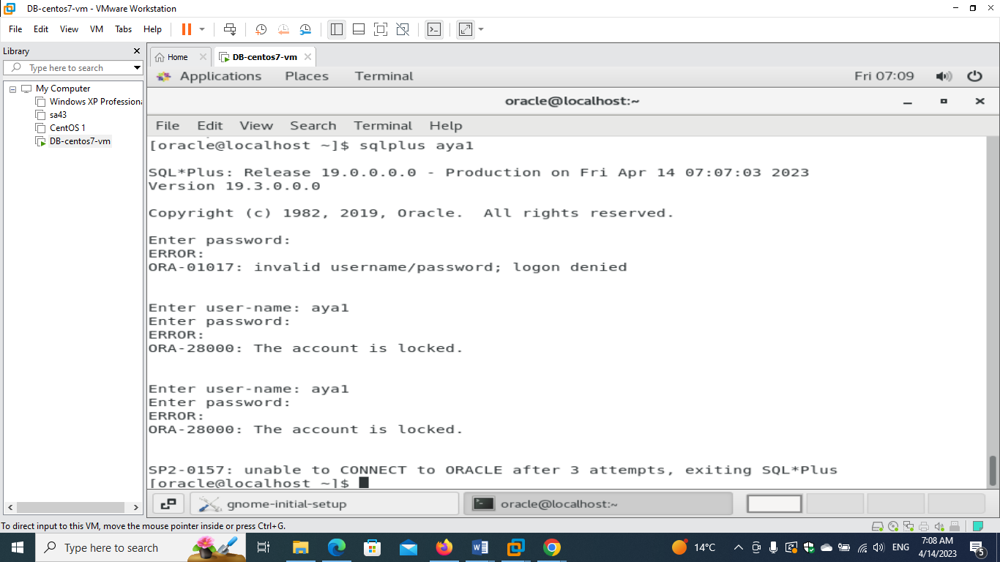 DB-centos7-vm - VMware Workstation
File Edit View VM Tabs Help
Library
Type here to search
My Computer
Windows XP Professiona
sa43
CentOS 1
DB-centos7-vm
Home DB-centos7-vm
Applications Places Terminal Fri 07:09
oracle@localhost:~
File Edit View Search Terminal Help
[oracle@localhost ~]$ sqlplus aya1
SQL*Plus: Release 19.0.0.0.0 - Production on Fri Apr 14 07:07:03 2023
Version 19.3.0.0.0
Copyright (c) 1982, 2019, Oracle.  All rights reserved.
Enter password:
ERROR:
ORA-01017: invalid username/password; logon denied
Enter user-name: aya1
Enter password:
ERROR:
ORA-28000: The account is locked.
Enter user-name: aya1
Enter password:
ERROR:
ORA-28000: The account is locked.
SP2-0157: unable to CONNECT to ORACLE after 3 attempts, exiting SQL*Plus
[oracle@localhost ~]$
gnome-initial-setup oracle@localhost:~
To direct input to this VM, move the mouse pointer inside or press Ctrl+G.
Type here to search
14°C
ENG
7:08 AM
4/14/2023
5